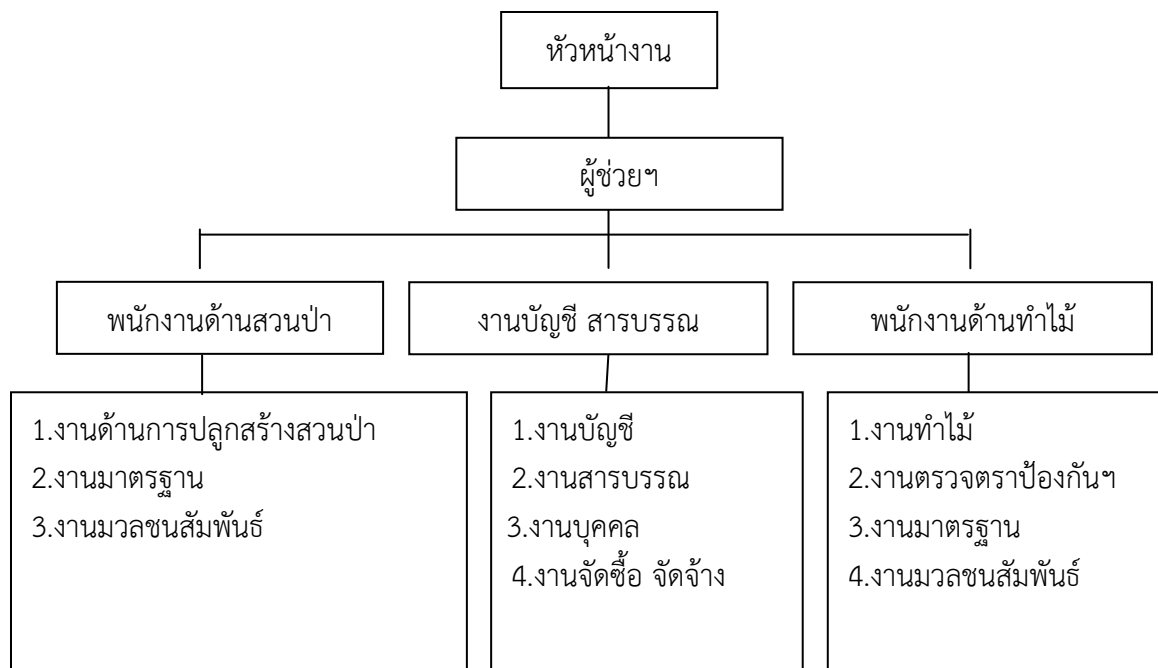 หัวหน้างาน
ผู้ช่วยฯ
พนักงานด้านสวนป่า
งานบัญชี สารบรรณ
พนักงานด้านทำไม้
1.งานด้านการปลูกสร้างสวนป่า
2.งานมาตรฐาน
3.งานมวลชนสัมพันธ์
1.งานบัญชี
2.งานสารบรรณ
3.งานบุคคล
4.งานจัดซื้อ จัดจ้าง
1.งานทำไม้
2.งานตรวจตราป้องกันฯ
3.งานมาตรฐาน
4.งานมวลชนสัมพันธ์